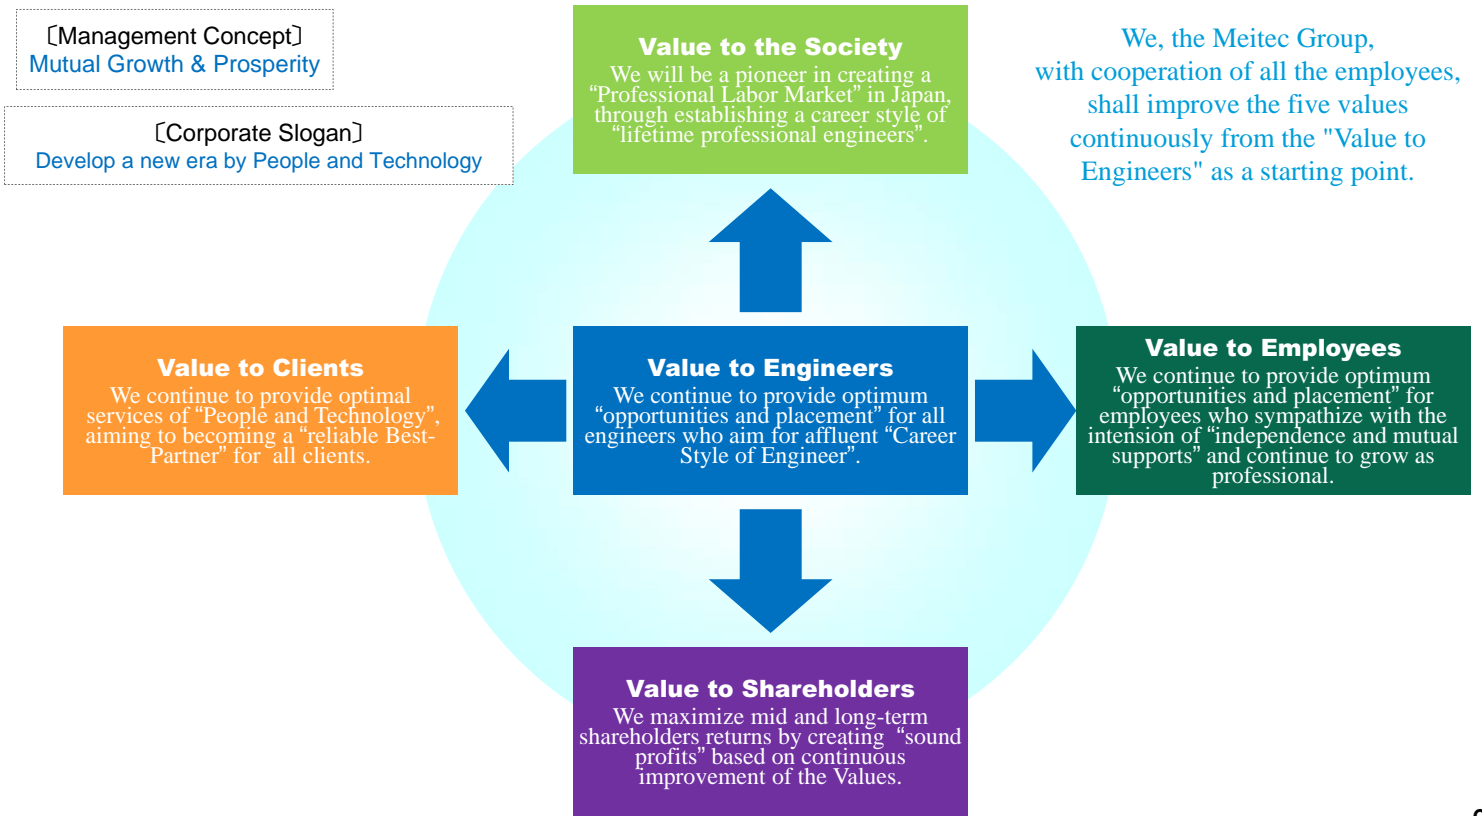 〔Management Concept〕
Mutual Growth & Prosperity
〔Corporate Slogan〕
Develop a new era by People and Technology
Value to the Society
We will be a pioneer in creating a
“Professional Labor Market” in Japan,
through establishing a career style of
“lifetime professional engineers”.
We, the Meitec Group,
with cooperation of all the employees,
shall improve the five values
continuously from the "Value to
Engineers" as a starting point.
Value to Clients
We continue to provide optimal
services of “People and Technology”,
aiming to becoming a “reliable Best-
Partner” for all clients.
Value to Engineers
We continue to provide optimum
“opportunities and placement” for all
engineers who aim for affluent “Career
Style of Engineer”.
Value to Employees
We continue to provide optimum
“opportunities and placement” for
employees who sympathize with the
intension of “independence and mutual
supports” and continue to grow as
professional.
Value to Shareholders
We maximize mid and long-term
shareholders returns by creating “sound
profits” based on continuous
improvement of the Values.